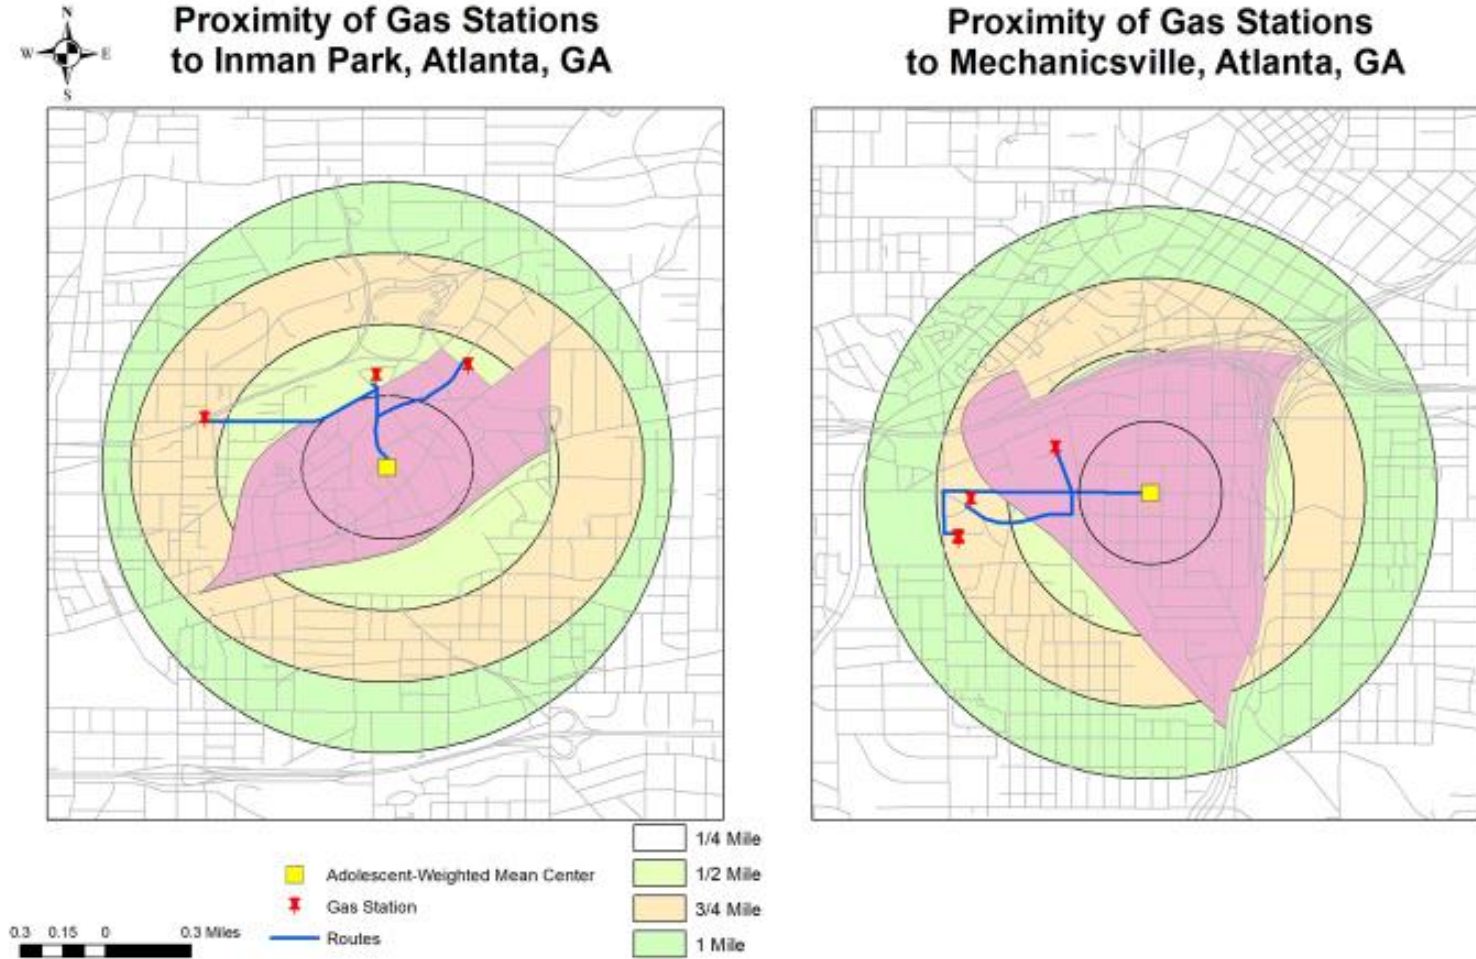 N
W E
S
Proximity of Gas Stations
to Inman Park, Atlanta, GA
Proximity of Gas Stations
to Mechanicsville, Atlanta, GA
1/4 Mile
1/2 Mile
3/4 Mile
1 Mile
Adolescent-Weighted Mean Center
Gas Station
Routes
0.3 0.15 0 0.3 Miles